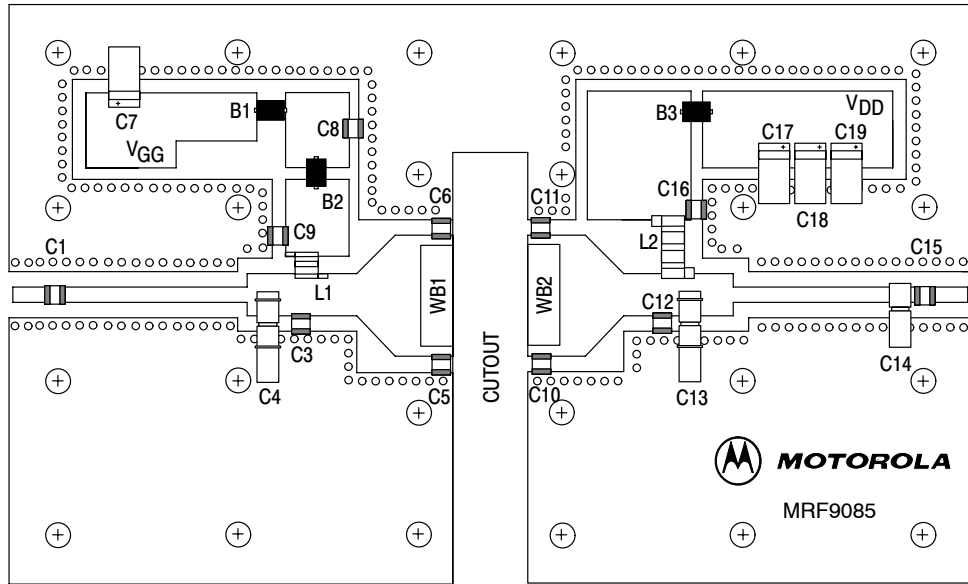 C7
B1
C8
B3
VDD
C17
C19
VGG
B2
C16
C18
C6
C11
C9
L2
C1
C15
L1
WB1
WB2
C12
C3
C14
C4
C5
CUTOUT
C10
C13
MOTOROLA
MRF9085